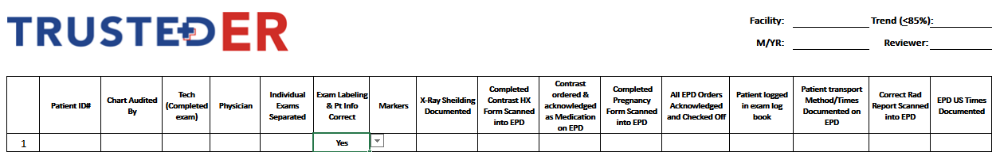 TRUSTEDER
Facility:
Trend (<85%):
M/YR:
Reviewer:
Patient ID#
Chart Audited
By
Tech
(Completed
exam)
Physician
Individual
Exams
Separated
Exam Labeling
& Pt Info
Correct
Markers
X-Ray Sheilding
Documented
Completed
Contrast HX
Form Scanned
into EPD
Contrast
ordered &
acknowledged
as Medication
on EPD
Completed
Pregnancy
Form Scanned
into EPD
All EPD Orders
Acknowledged
and Checked Off
Patient logged
in exam log
book
Patient transport
Method/Times
Documented on
EPD
Correct Rad
Report Scanned
into EPD
EPD US Times
Documented
1
Yes